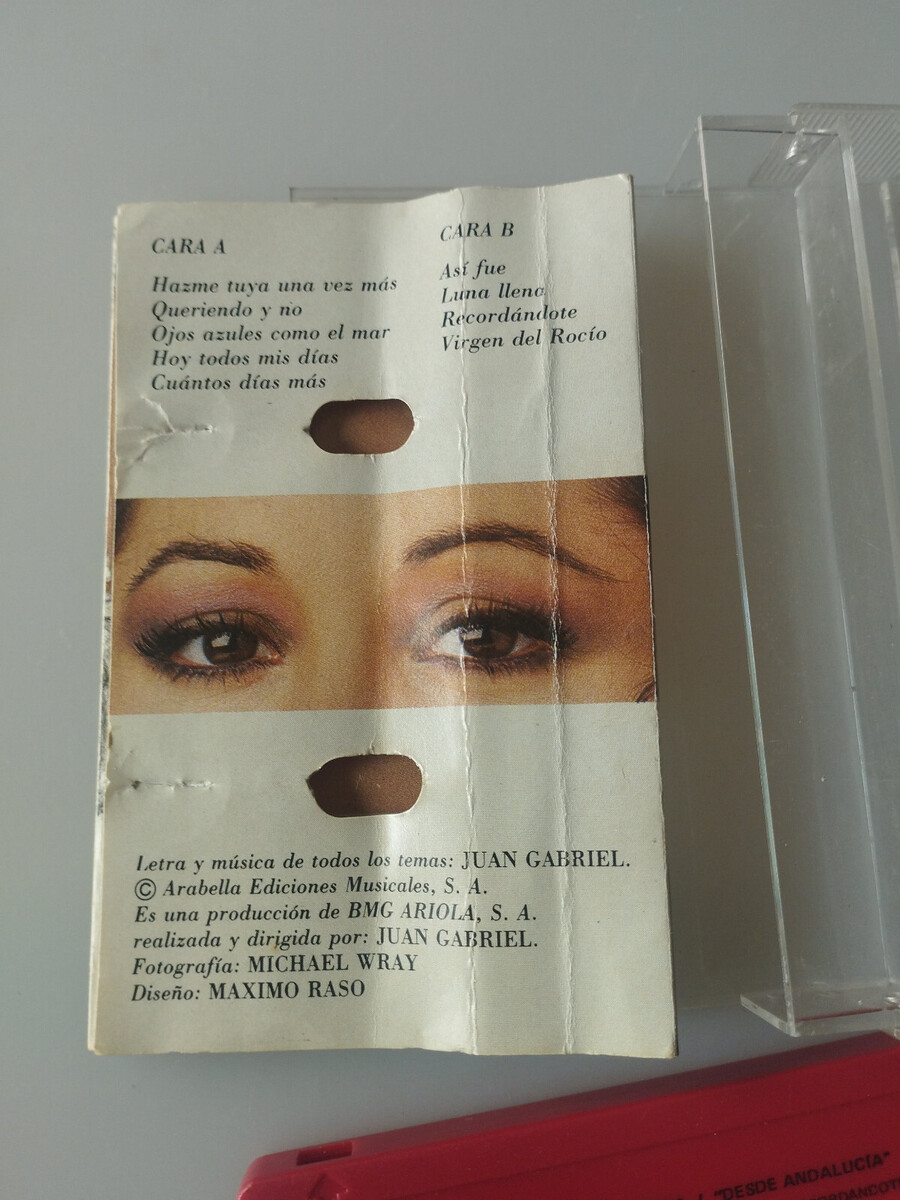 CARA A
Hazme tuya una vez más
Queriendo y no
Ojos azules como el mar
Hoy todos mis días
Cuántos días más
CARA B
Así fue
Luna llena
Recordándote
Virgen del Rocío
Letra y música de todos los temas: JUAN GABRIEL.
© Arabella Ediciones Musicales, S. A.
Es una producción de BMG ARIOLA, S. A.
realizada y dirigida por: JUAN GABRIEL.
Fotografía: MICHAEL WRAY
Diseño: MAXIMO RASO
"DESDE ANDALUCÍA"